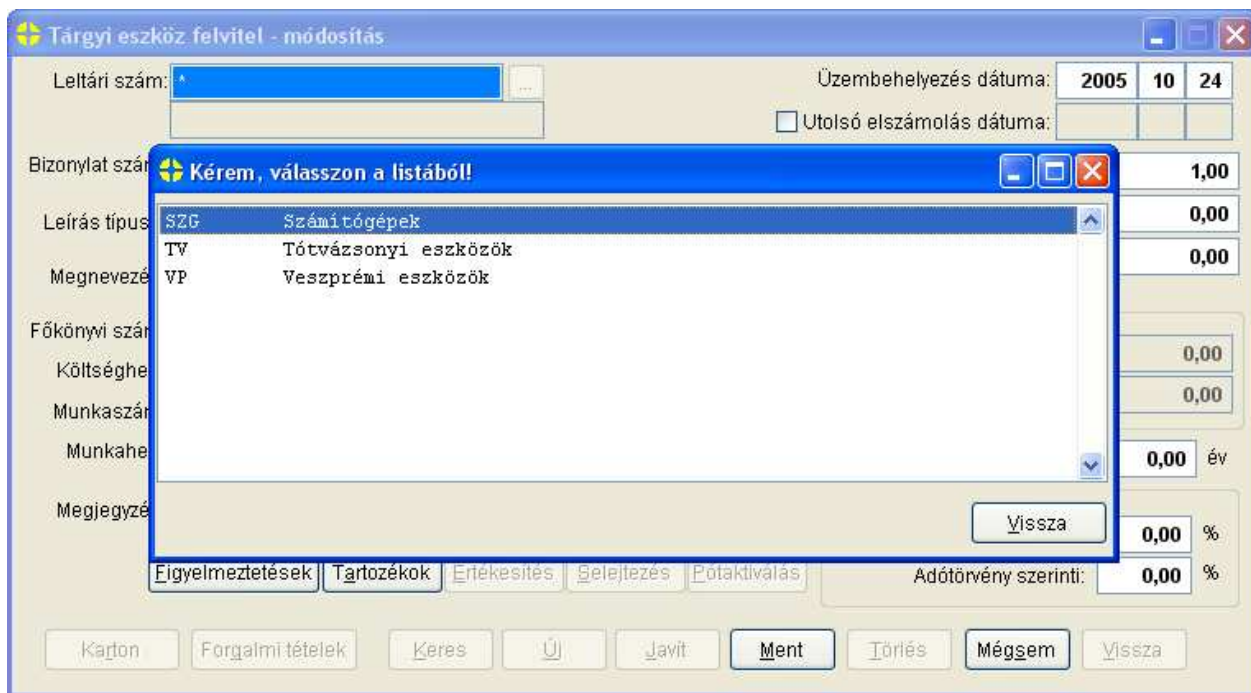 Tárgyi eszköz felvitel - módosítás
Leltári szám: *
...
Üzembehelyezés dátuma: 2005 10 24
Utolsó elszámolás dátuma:
Bizonylat szám
Kérem, válasszon a listából!
1,00
Leírás típus
SZG Számítógépek
0,00
TV Tótvázsonyi eszközök
0,00
Megnevezé
VP Veszprémi eszközök
Főkönyvi szám
0,00
Költséghe
0,00
Munkaszám
Munkahe
0,00 év
Megjegyzé
Vissza
0,00 %
Figyelmeztetések Tartozékok Értékesítés Selejtezés Pótaktiválás
Adótörvény szerinti: 0,00 %
Karton Forgalmi tételek Keres Új Javít Ment Törlés Mégsem Vissza